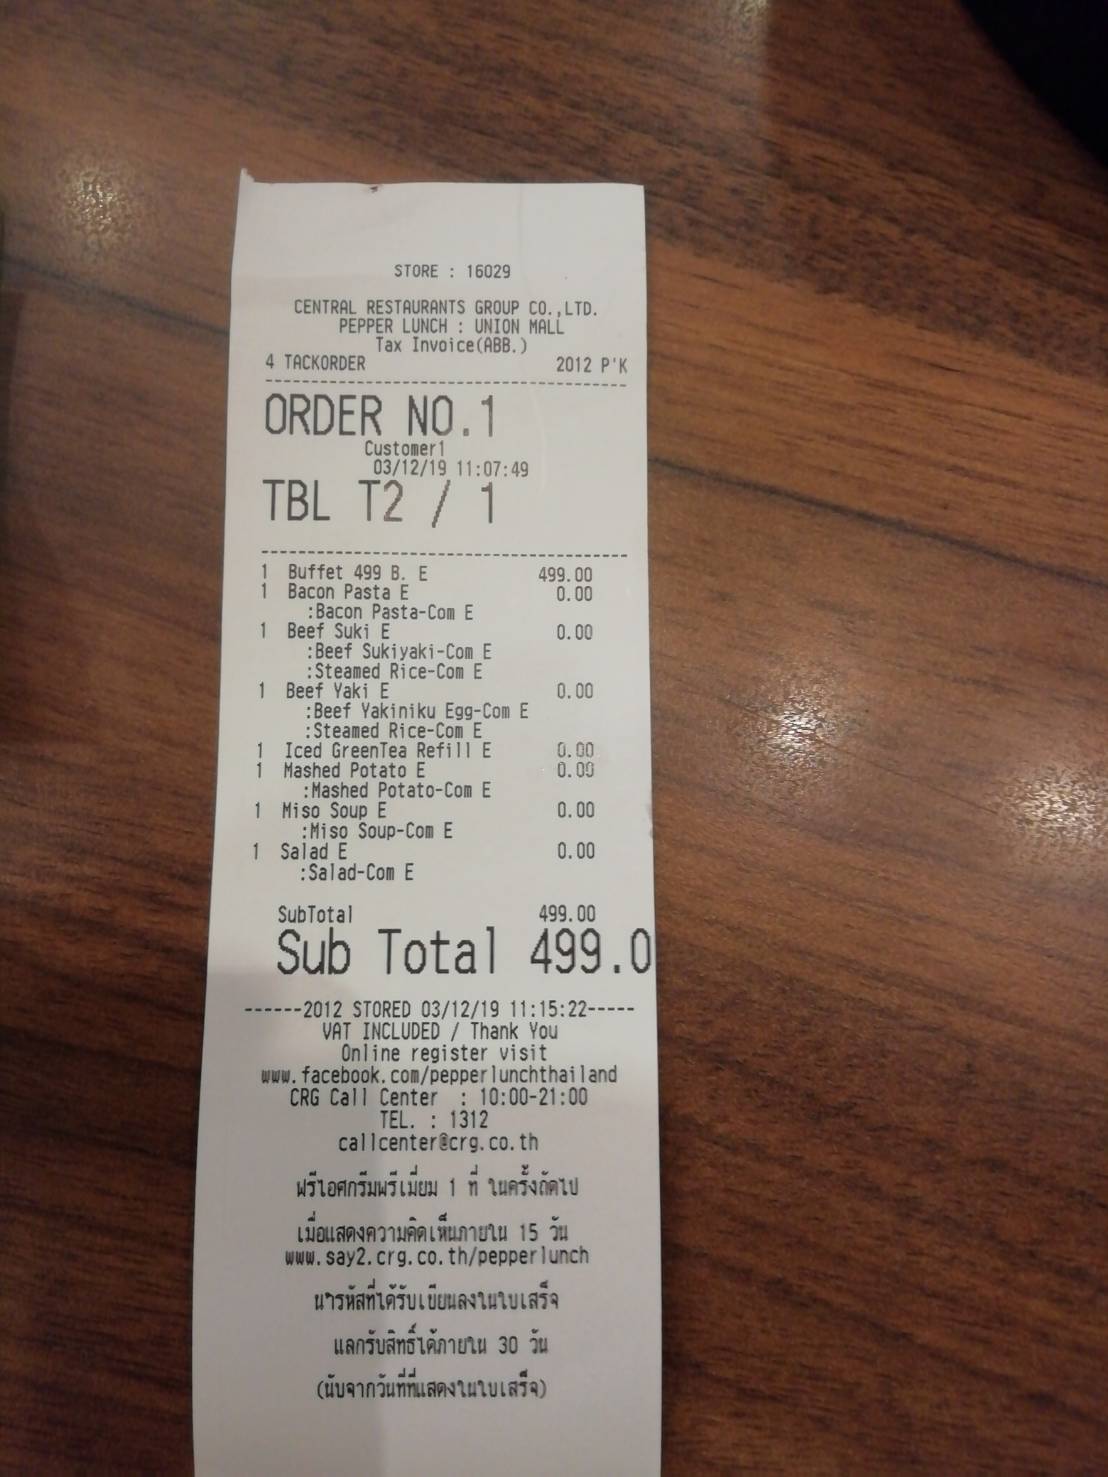 STORE : 16029
CENTRAL RESTAURANTS GROUP CO.,LTD.
PEPPER LUNCH : UNION MALL
Tax Invoice(ABB.)
4 TACKORDER 2012 P'K
--------------------------------------
ORDER NO.1
Customer1
03/12/19 11:07:49
TBL T2 / 1
--------------------------------------
1 Buffet 499 B. E 499.00
1 Bacon Pasta E 0.00
:Bacon Pasta-Com E
1 Beef Suki E 0.00
:Beef Sukiyaki-Com E
:Steamed Rice-Com E
1 Beef Yaki E 0.00
:Beef Yakiniku Egg-Com E
:Steamed Rice-Com E
1 Iced GreenTea Refill E 0.00
1 Mashed Potato E 0.00
:Mashed Potato-Com E
1 Miso Soup E 0.00
:Miso Soup-Com E
1 Salad E 0.00
:Salad-Com E
SubTotal 499.00
Sub Total 499.0
------2012 STORED 03/12/19 11:15:22-----
VAT INCLUDED / Thank You
Online register visit
www.facebook.com/pepperlunchthailand
CRG Call Center : 10:00-21:00
TEL. : 1312
callcenter@crg.co.th
ฟรีไอศกรีมพรีเมี่ยม 1 ที่ ในครั้งถัดไป
เมื่อแสดงความคิดเห็นภายใน 15 วัน
www.say2.crg.co.th/pepperlunch
นำรหัสที่ได้รับเขียนลงในใบเสร็จ
แลกรับสิทธิ์ได้ภายใน 30 วัน
(นับจากวันที่ที่แสดงในใบเสร็จ)